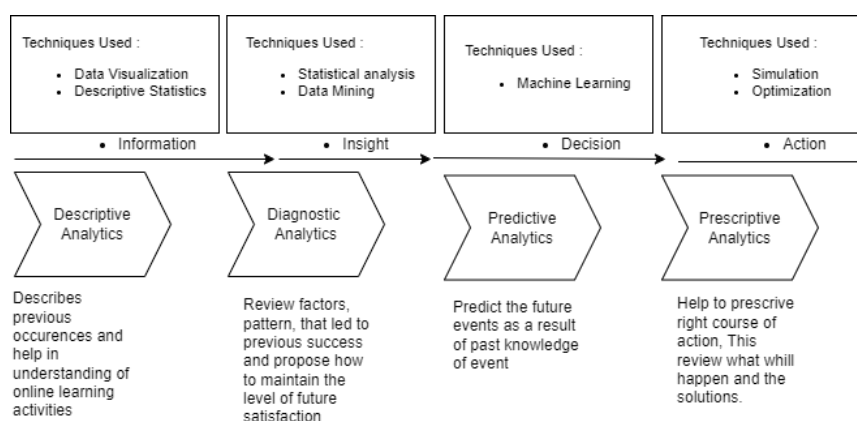 Techniques Used :
• Data Visualization
• Descriptive Statistics
Techniques Used :
• Statistical analysis
• Data Mining
Techniques Used :
• Machine Learning
Techniques Used :
• Simulation
• Optimization
• Information
• Insight
• Decision
• Action
Descriptive
Analytics
Diagnostic
Analytics
Predictive
Analytics
Prescriptive
Analytics
Describes
previous
occurences and
help in
understanding of
online learning
activities
Review factors,
pattern, that led to
previous success
and propose how
to maintain the
level of future
satisfaction
Predict the future
events as a result
of past knowledge
of event
Help to prescrive
right course of
action, This
review what whill
happen and the
solutions.